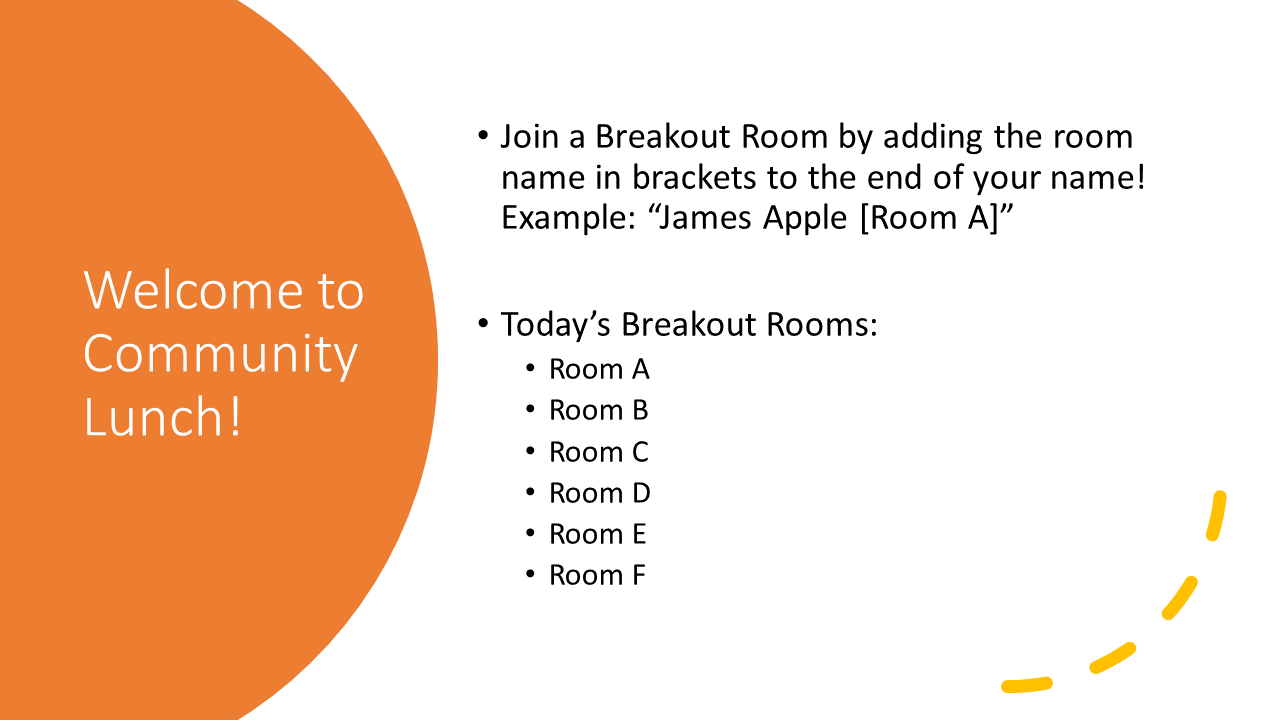 Welcome to
Community
Lunch!
• Join a Breakout Room by adding the room
name in brackets to the end of your name!
Example: “James Apple [Room A]”
• Today’s Breakout Rooms:
• Room A
• Room B
• Room C
• Room D
• Room E
• Room F